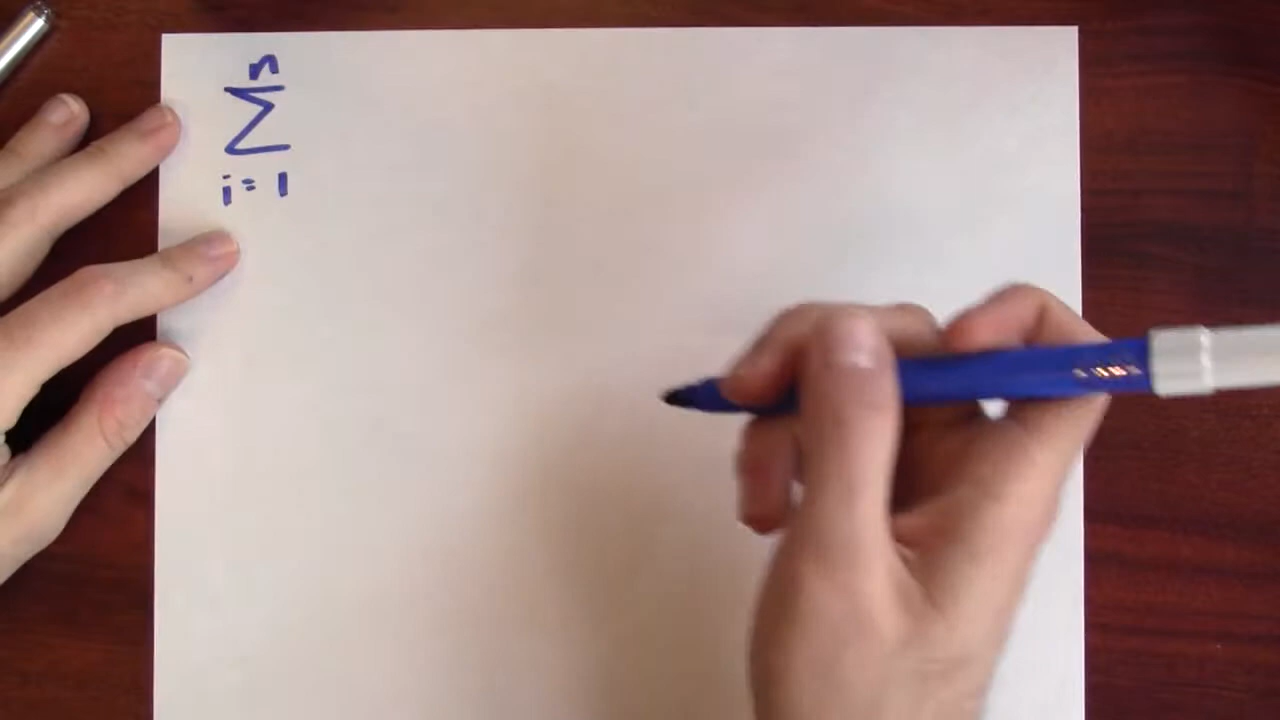 n
∑
i = 1